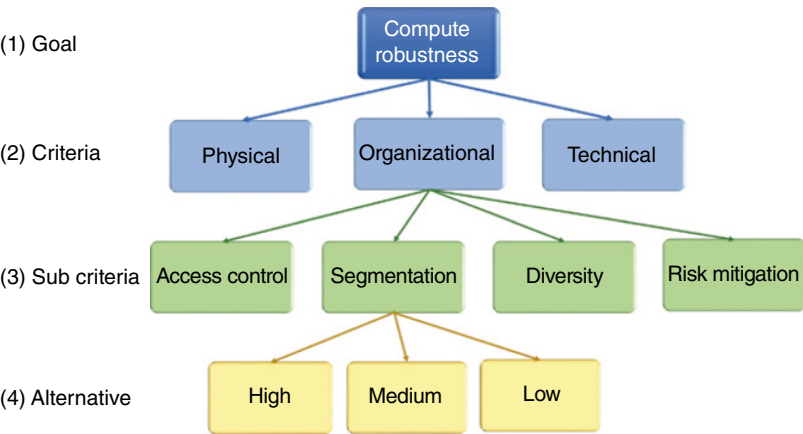 (1) Goal
Compute
robustness
(2) Criteria
Physical
Organizational
Technical
(3) Sub criteria
Access control
Segmentation
Diversity
Risk mitigation
(4) Alternative
High
Medium
Low